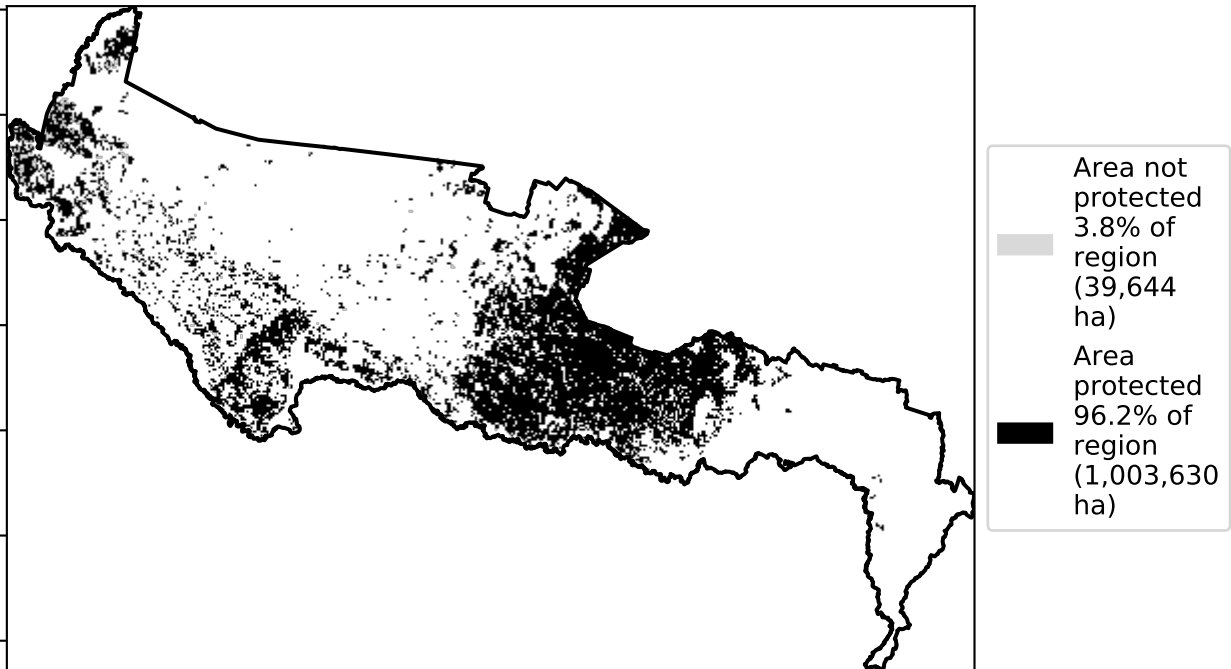 Area not
protected
3.8% of
region
(39,644
ha)
Area
protected
96.2% of
region
(1,003,630
ha)